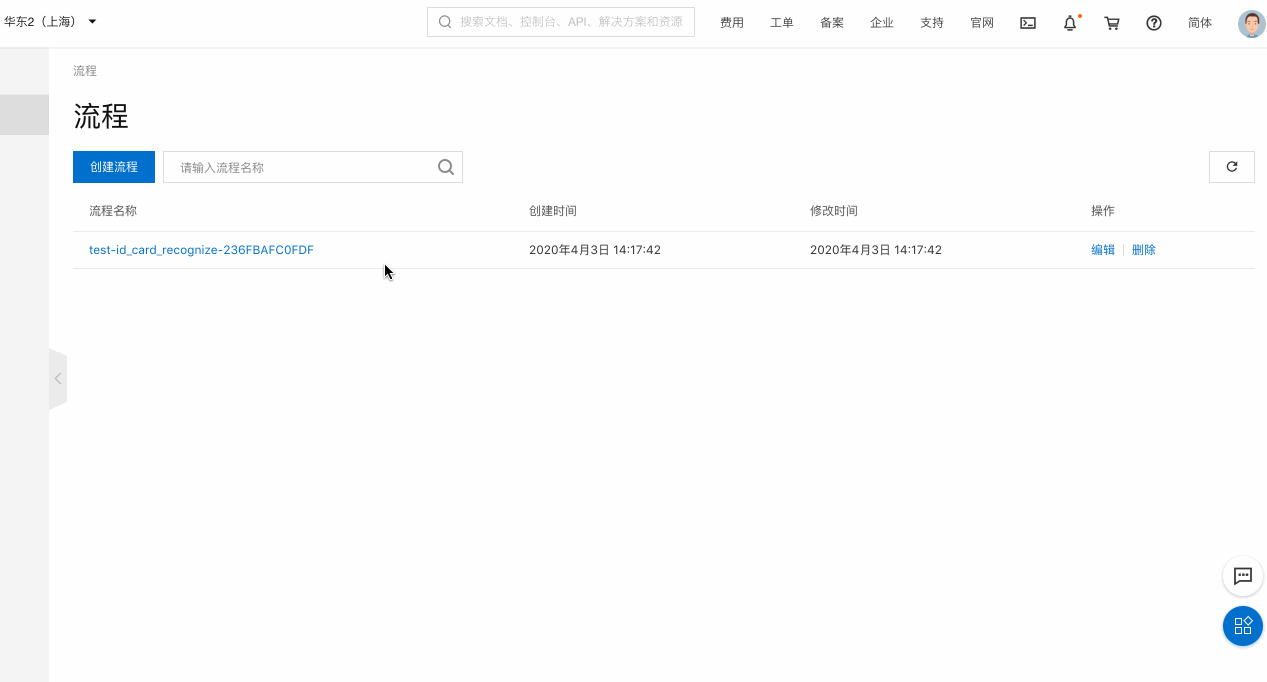 华东2（上海）
搜索文档、控制台、API、解决方案和资源
费用 工单 备案 企业 支持 官网 简体
流程
流程
创建流程 请输入流程名称
流程名称 创建时间 修改时间 操作
test-id_card_recognize-236FBAFC0FDF 2020年4月3日 14:17:42 2020年4月3日 14:17:42 编辑 删除